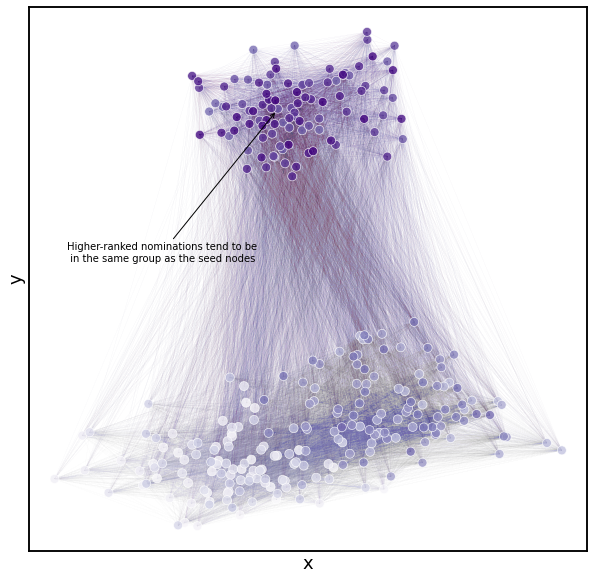 Higher-ranked nominations tend to be
in the same group as the seed nodes
y
x